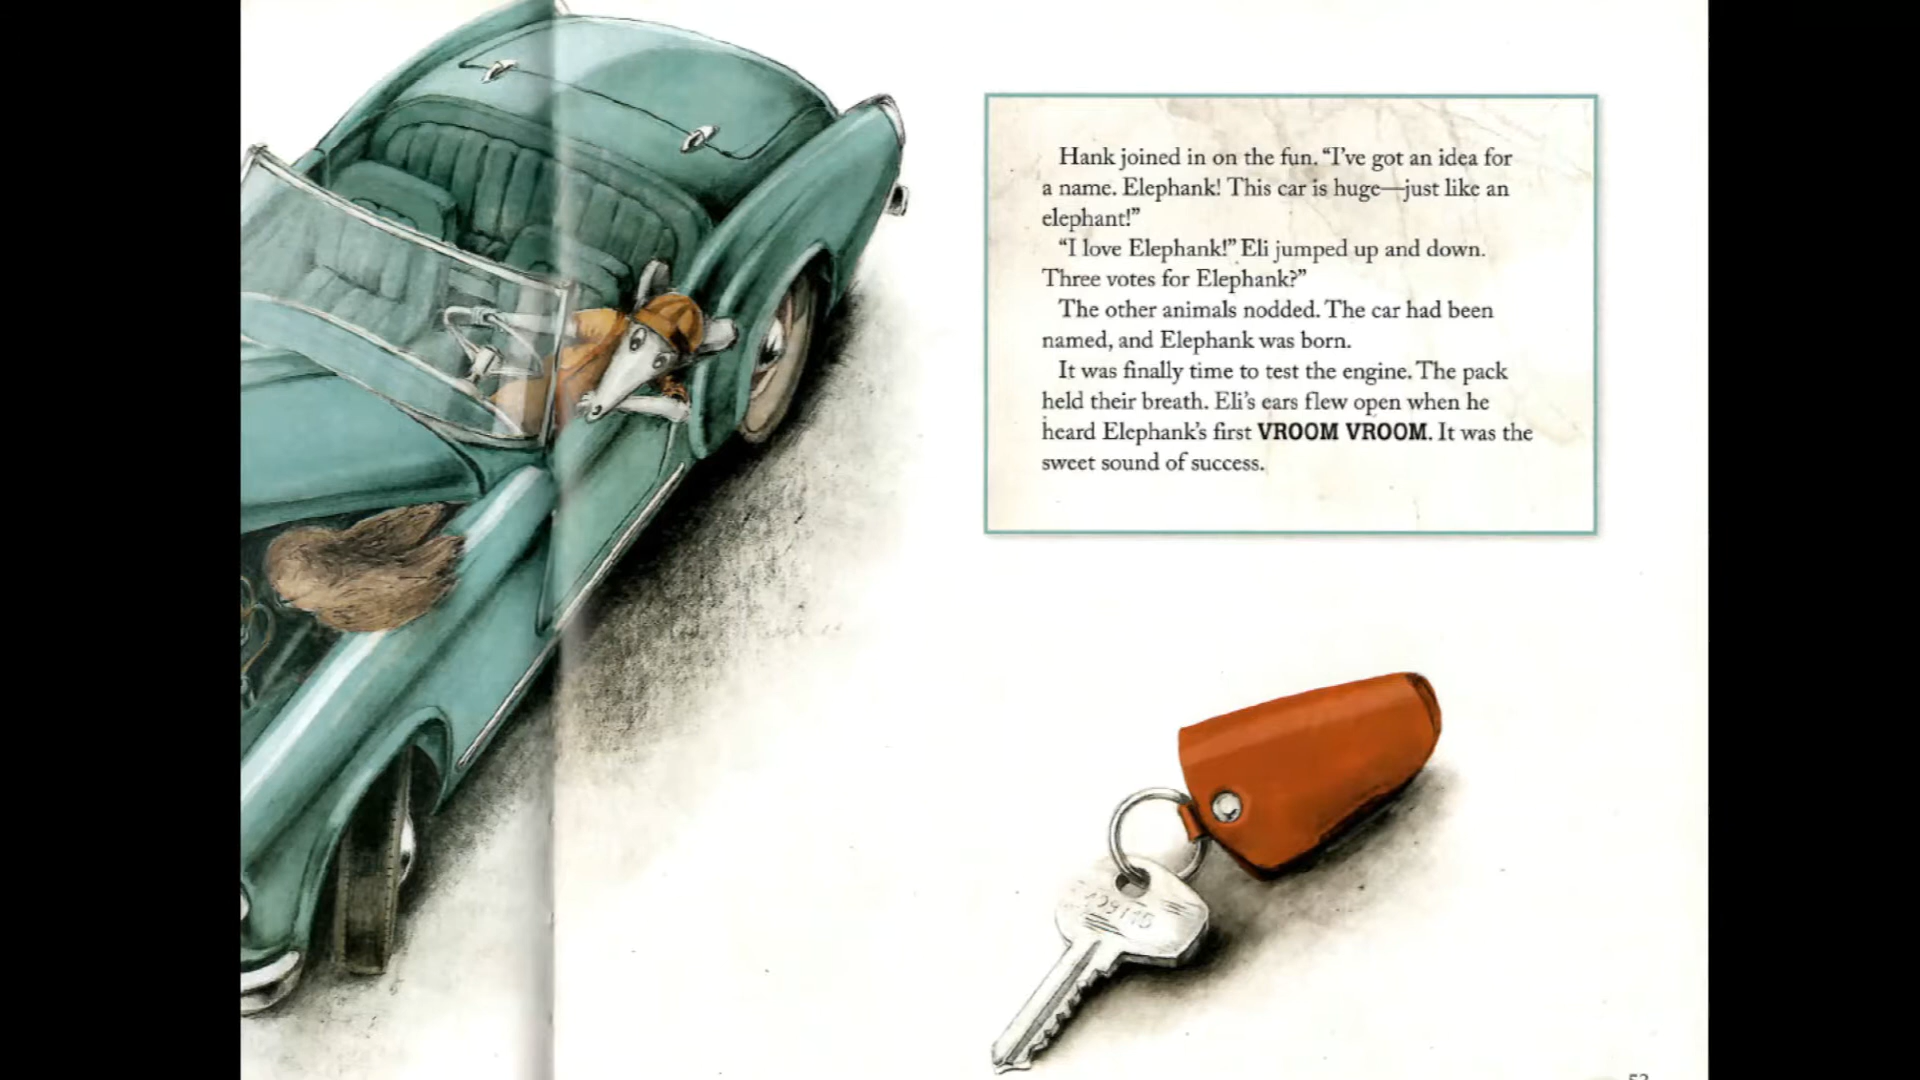 Hank joined in on the fun. “I’ve got an idea for
a name. Elephank! This car is huge—just like an
elephant!”
“I love Elephank!” Eli jumped up and down.
Three votes for Elephank?”
The other animals nodded. The car had been
named, and Elephank was born.
It was finally time to test the engine. The pack
held their breath. Eli’s ears flew open when he
heard Elephank’s first VROOM VROOM. It was the
sweet sound of success.